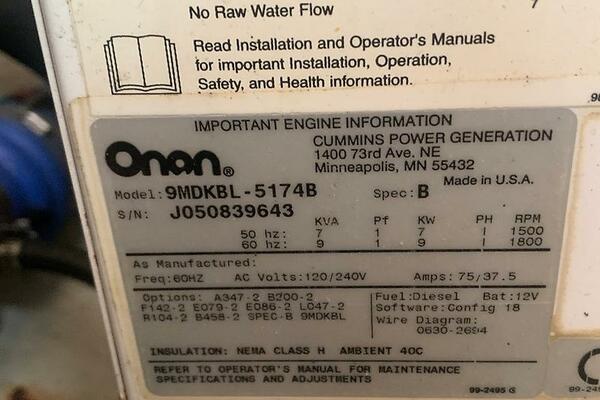 No Raw Water Flow
7
Read Installation and Operator's Manuals
for important Installation, Operation,
Safety, and Health information.
IMPORTANT ENGINE INFORMATION
Onan®
CUMMINS POWER GENERATION
1400 73rd Ave. NE
Minneapolis, MN 55432
Made in U.S.A.
Model: 9MDKBL-5174B Spec: B
S/N: J050839643
KVA Pf KW PH RPM
50 hz: 7 1 7 1 1500
60 hz: 9 1 9 1 1800
As Manufactured:
Freq:60HZ AC Volts:120/240V Amps: 75/37.5
Options: A347-2 B200-2
F142-2 E079-2 E086-2 L047-2
R104-2 B458-2 SPEC-B 9MDKBL
Fuel:Diesel Bat:12V
Software:Config 18
Wire Diagram:
0630-2694
INSULATION: NEMA CLASS H AMBIENT 40C
REFER TO OPERATOR'S MANUAL FOR MAINTENANCE
SPECIFICATIONS AND ADJUSTMENTS
99-2495 G